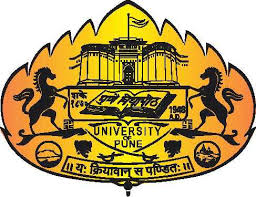 पुणे विद्यापीठ
शके
१८७०
1948
A.D.
UNIVERSITY
OF
PUNE
॥ यः क्रियावान् स पण्डितः ॥